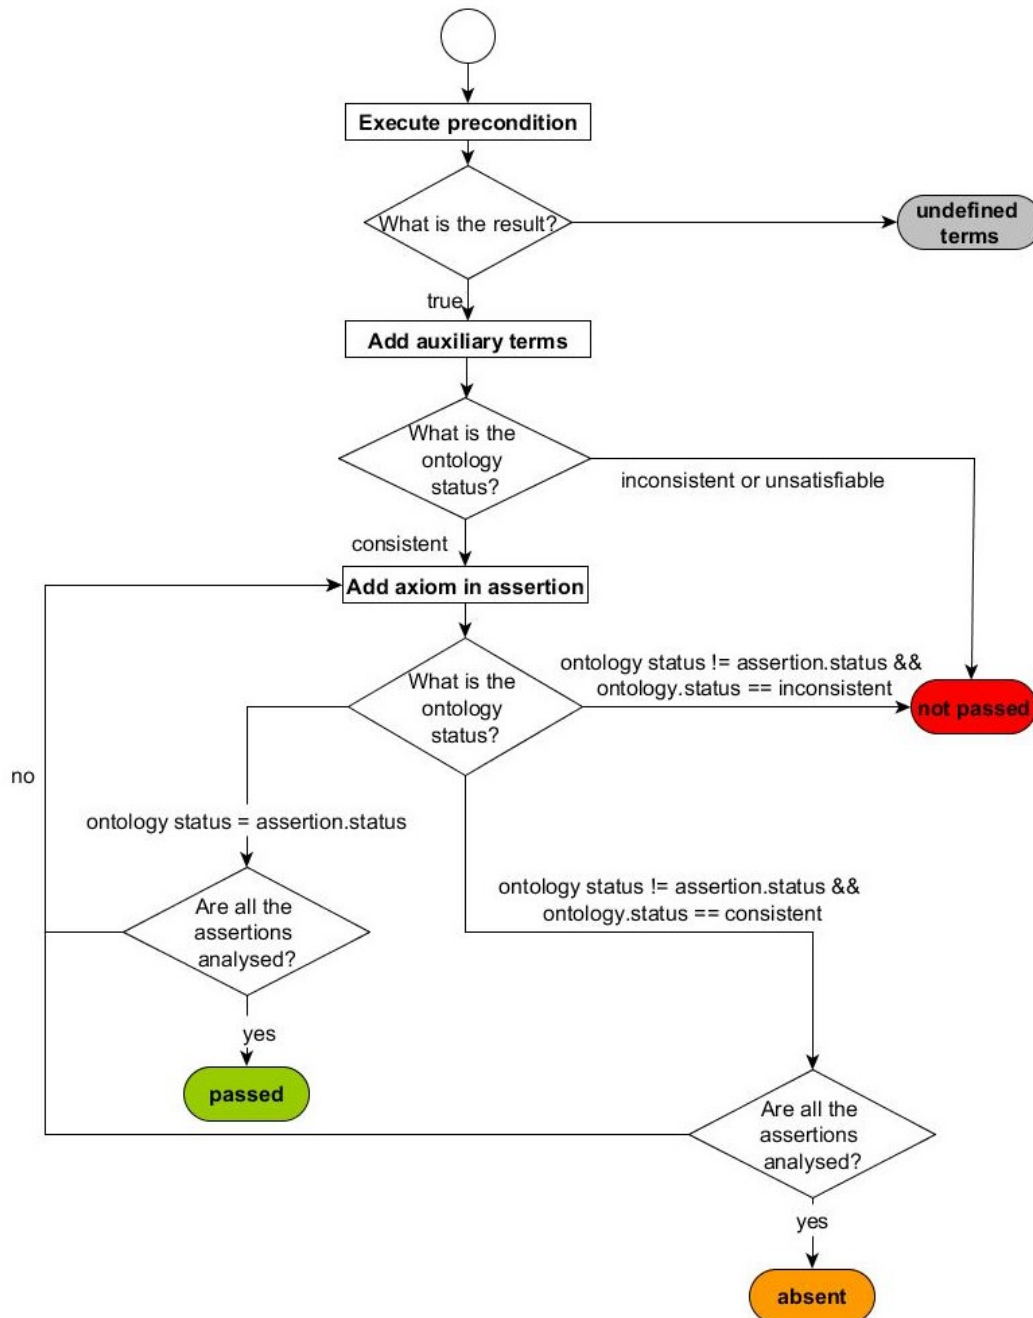 Execute precondition
What is the result?
undefined
terms
true
Add auxiliary terms
What is the
ontology
status?
inconsistent or unsatisfiable
consistent
Add axiom in assertion
ontology status != assertion.status &&
ontology.status == inconsistent
What is the
ontology
status?
not passed
no
ontology status = assertion.status
ontology status != assertion.status &&
ontology.status == consistent
Are all the
assertions
analysed?
yes
passed
Are all the
assertions
analysed?
yes
absent